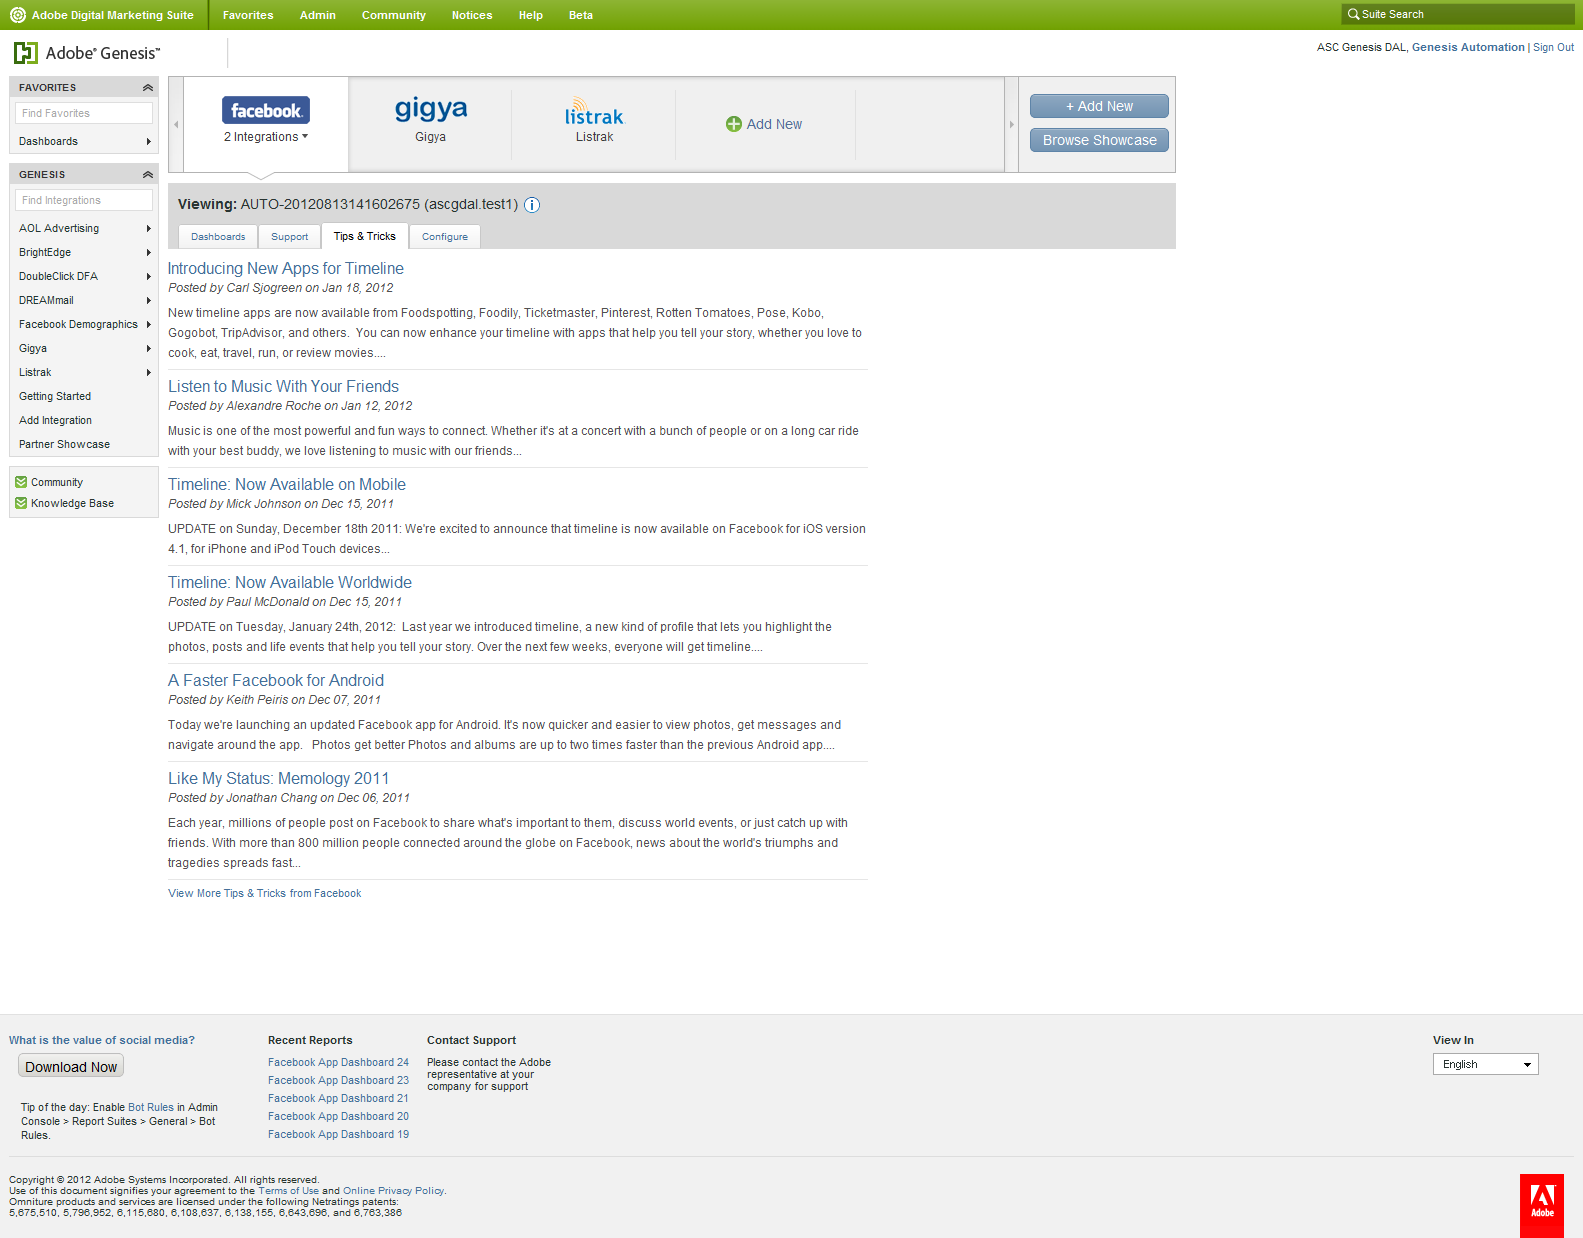 Adobe Digital Marketing Suite
Favorites
Admin
Community
Notices
Help
Beta
Suite Search
Adobe® Genesis™
ASC Genesis DAL, Genesis Automation | Sign Out
FAVORITES
Find Favorites
Dashboards
GENESIS
Find Integrations
AOL Advertising
BrightEdge
DoubleClick DFA
DREAMmail
Facebook Demographics
Gigya
Listrak
Getting Started
Add Integration
Partner Showcase
Community
Knowledge Base
facebook.
2 Integrations
gigya
Gigya
listrak
Listrak
Add New
+ Add New
Browse Showcase
Viewing: AUTO-20120813141602675 (ascgdal.test1)
Dashboards
Support
Tips & Tricks
Configure
Introducing New Apps for Timeline
Posted by Carl Sjogreen on Jan 18, 2012
New timeline apps are now available from Foodspotting, Foodily, Ticketmaster, Pinterest, Rotten Tomatoes, Pose, Kobo,
Gogobot, TripAdvisor, and others.  You can now enhance your timeline with apps that help you tell your story, whether you love to
cook, eat, travel, run, or review movies....
Listen to Music With Your Friends
Posted by Alexandre Roche on Jan 12, 2012
Music is one of the most powerful and fun ways to connect. Whether it's at a concert with a bunch of people or on a long car ride
with your best buddy, we love listening to music with our friends...
Timeline: Now Available on Mobile
Posted by Mick Johnson on Dec 15, 2011
UPDATE on Sunday, December 18th 2011: We're excited to announce that timeline is now available on Facebook for iOS version
4.1, for iPhone and iPod Touch devices...
Timeline: Now Available Worldwide
Posted by Paul McDonald on Dec 15, 2011
UPDATE on Tuesday, January 24th, 2012:  Last year we introduced timeline, a new kind of profile that lets you highlight the
photos, posts and life events that help you tell your story. Over the next few weeks, everyone will get timeline....
A Faster Facebook for Android
Posted by Keith Peiris on Dec 07, 2011
Today we're launching an updated Facebook app for Android. It's now quicker and easier to view photos, get messages and
navigate around the app.   Photos get better Photos and albums are up to two times faster than the previous Android app....
Like My Status: Memology 2011
Posted by Jonathan Chang on Dec 06, 2011
Each year, millions of people post on Facebook to share what's important to them, discuss world events, or just catch up with
friends. With more than 800 million people connected around the globe on Facebook, news about the world's triumphs and
tragedies spreads fast...
View More Tips & Tricks from Facebook
What is the value of social media?
Download Now
Tip of the day: Enable Bot Rules in Admin
Console > Report Suites > General > Bot
Rules.
Recent Reports
Facebook App Dashboard 24
Facebook App Dashboard 23
Facebook App Dashboard 21
Facebook App Dashboard 20
Facebook App Dashboard 19
Contact Support
Please contact the Adobe
representative at your
company for support
View In
English
Copyright © 2012 Adobe Systems Incorporated. All rights reserved.
Use of this document signifies your agreement to the Terms of Use and Online Privacy Policy.
Omniture products and services are licensed under the following Netratings patents:
5,675,510, 5,796,952, 6,115,680, 6,108,637, 6,138,155, 6,643,696, and 6,763,386
Adobe